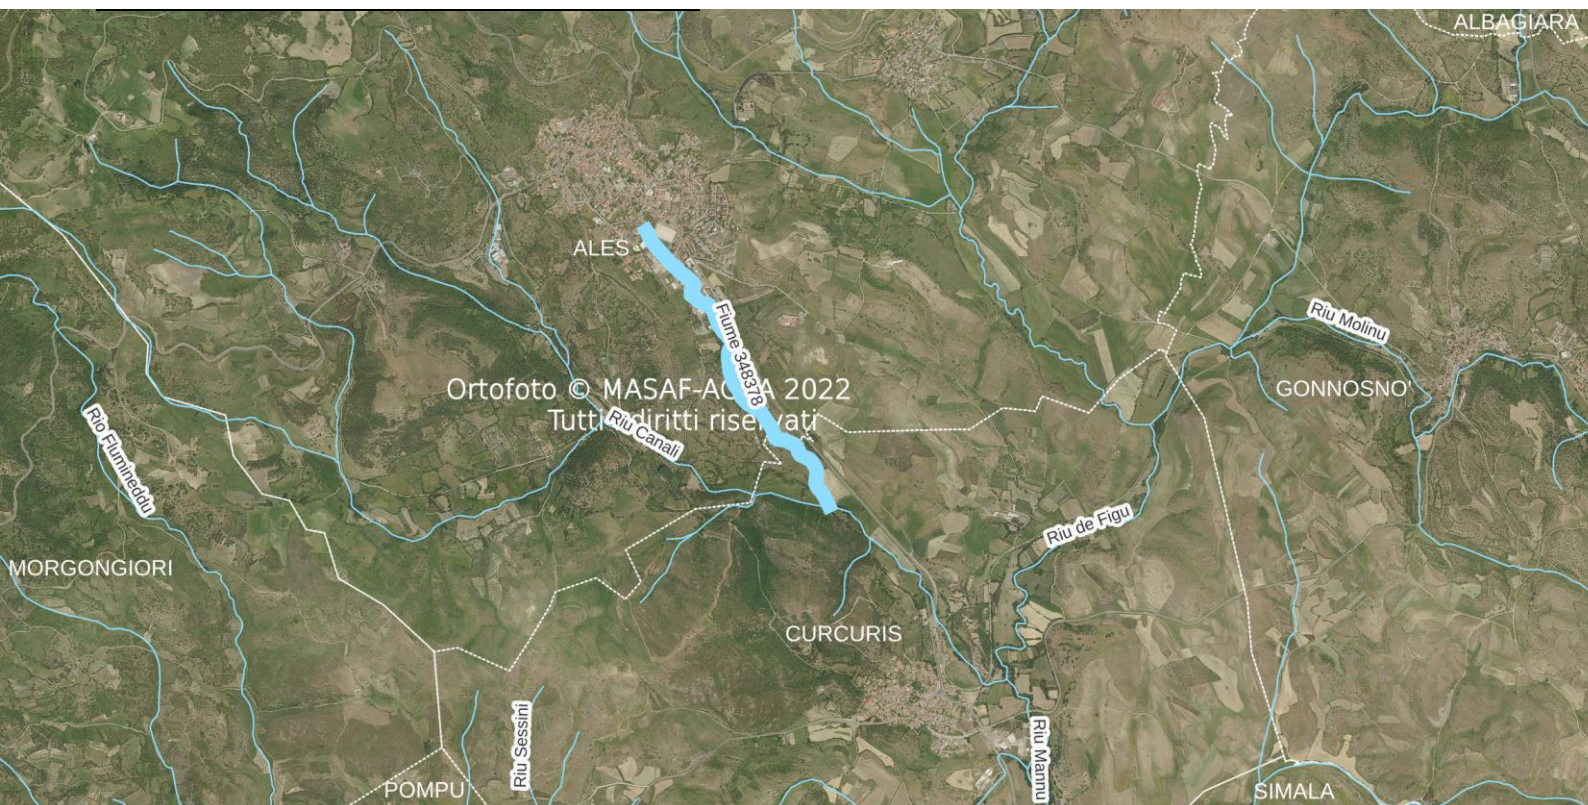 ALBAGIARA
ALES
Riu Molinu
Fiume 348378
GONNOSNO'
Ortofoto © MASAF-AGEA 2022
Tutti i diritti riservati
Riu Canali
Rio Flumineddu
Riu de Figu
MORGONGIORI
CURCURIS
Riu Sessini
Riu Mannu
POMPU
SIMALA